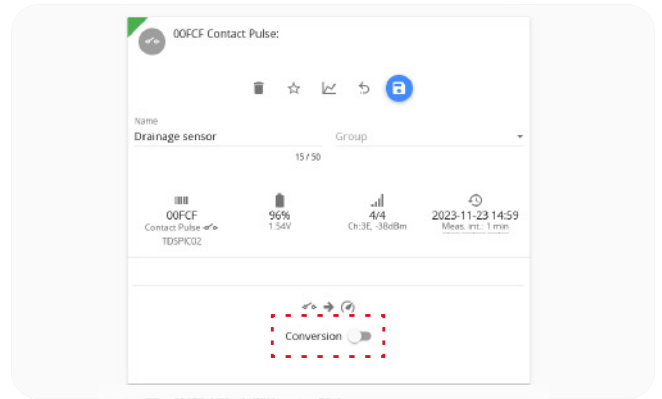 00FCF Contact Pulse:
Name
Drainage sensor
Group
15 / 50
00FCF
Contact Pulse
TDSPIC02
96%
1.54V
4/4
Ch:3E, -38dBm
2023-11-23 14:59
Meas. int.: 1 min
Conversion